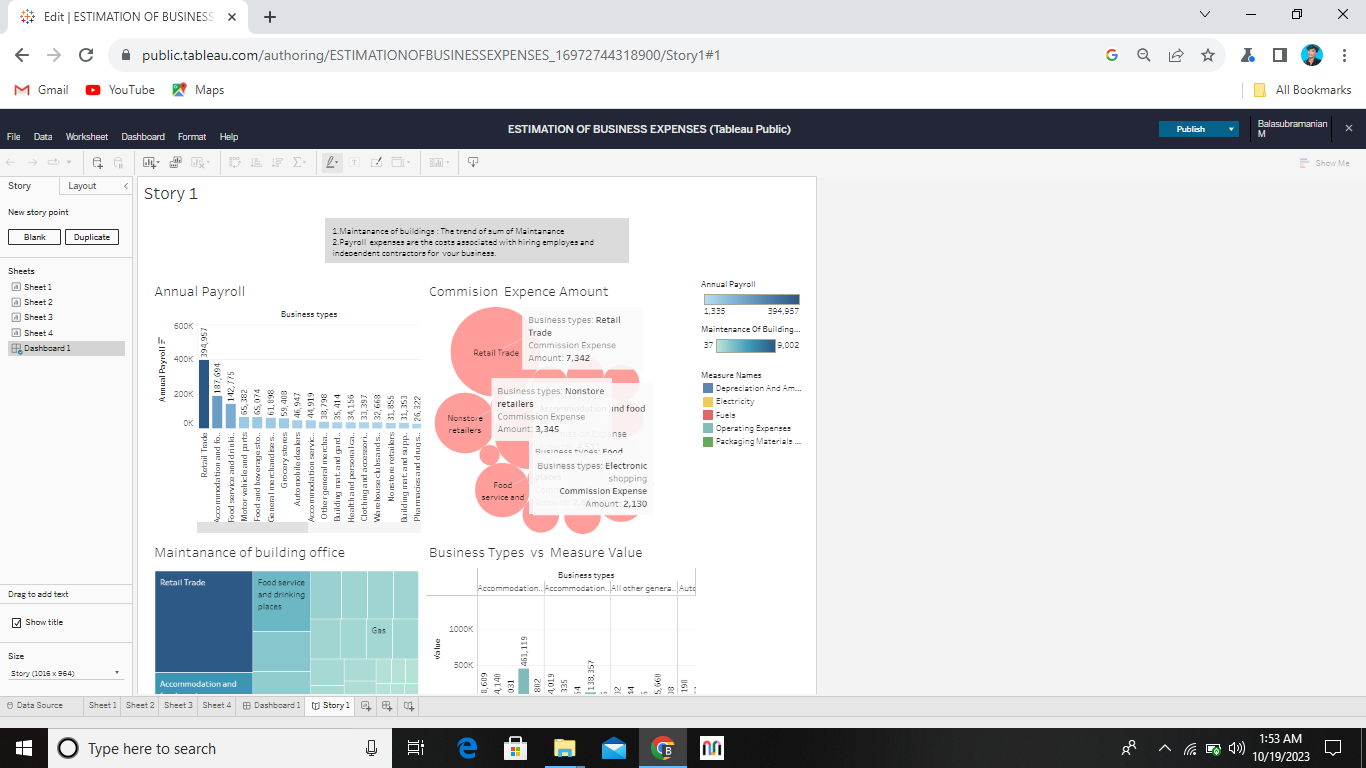 Edit | ESTIMATION OF BUSINESS
public.tableau.com/authoring/ESTIMATIONOFBUSINESSEXPENSES_16972744318900/Story1#1
Gmail YouTube Maps All Bookmarks
ESTIMATION OF BUSINESS EXPENSES (Tableau Public)
File Data Worksheet Dashboard Format Help
Publish
Balasubramanian
M
Show Me
Story Layout
New story point
Blank Duplicate
Sheets
Sheet 1
Sheet 2
Sheet 3
Sheet 4
Dashboard 1
Drag to add text
Show title
Size
Story (1016 x 964)
Story 1
1.Maintanance of buildings : The trend of sum of Maintanance
2.Payroll expenses are the costs associated with hiring employes and
independent contractors for your business.
Annual Payroll
Business types
Annual Payroll
600K
400K
200K
0K
394,957
187,694
142,775
65,382
65,074
61,898
59,408
46,947
44,919
38,798
35,414
34,156
33,397
32,668
31,855
31,353
26,322
Retail Trade
Accommodation and fo..
Food service and drinki..
Motor vehicle and parts
Food and beverage sto..
General merchandise s..
Grocery stores
Automobile dealers
Accommodation servic..
Other general mercha..
Building mat. and gard..
Health and personal ca..
Clothing and accessori..
Warehouse clubs and s..
Nonstore retailers
Building mat. and supp..
Pharmacies and drug s..
Commision Expence Amount
Retail Trade
Business types: Retail
Trade
Commission Expense
Amount: 7,342
Nonstore
retailers
Business types: Nonstore
retailers
Commission Expense
Amount: 3,345
and food
Expense
Business types: Food
Food
service and
Business types: Electronic
shopping
Commission Expense
Amount: 2,130
Annual Payroll
1,335 394,957
Maintenance Of Building...
37 9,002
Measure Names
Depreciation And Am...
Electricity
Fuels
Operating Expenses
Packaging Materials ...
Maintanance of building office
Retail Trade
Food service
and drinking
places
Gas
Accommodation and
Business Types vs Measure Value
Business types
Accommodation.. Accommodation.. All other genera.. Autc
Value
1000K
500K
461,119
138,357
Data Source Sheet 1 Sheet 2 Sheet 3 Sheet 4 Dashboard 1 Story 1
Type here to search
1:53 AM
10/19/2023